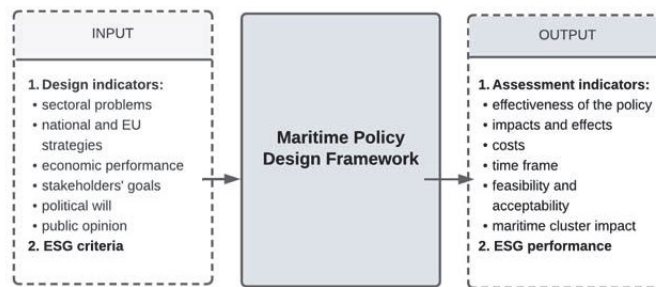 INPUT
1. Design indicators:
• sectoral problems
• national and EU
strategies
• economic performance
• stakeholders' goals
• political will
• public opinion
2. ESG criteria
Maritime Policy
Design Framework
OUTPUT
1. Assessment indicators:
• effectiveness of the policy
• impacts and effects
• costs
• time frame
• feasibility and
acceptability
• maritime cluster impact
2. ESG performance